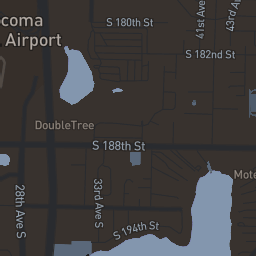 S 180th St
coma
Airport
41st Ave
43rd Ave
S 182nd St
DoubleTree
S 188th St
28th Ave S
33rd Ave S
Mote
S 194th St